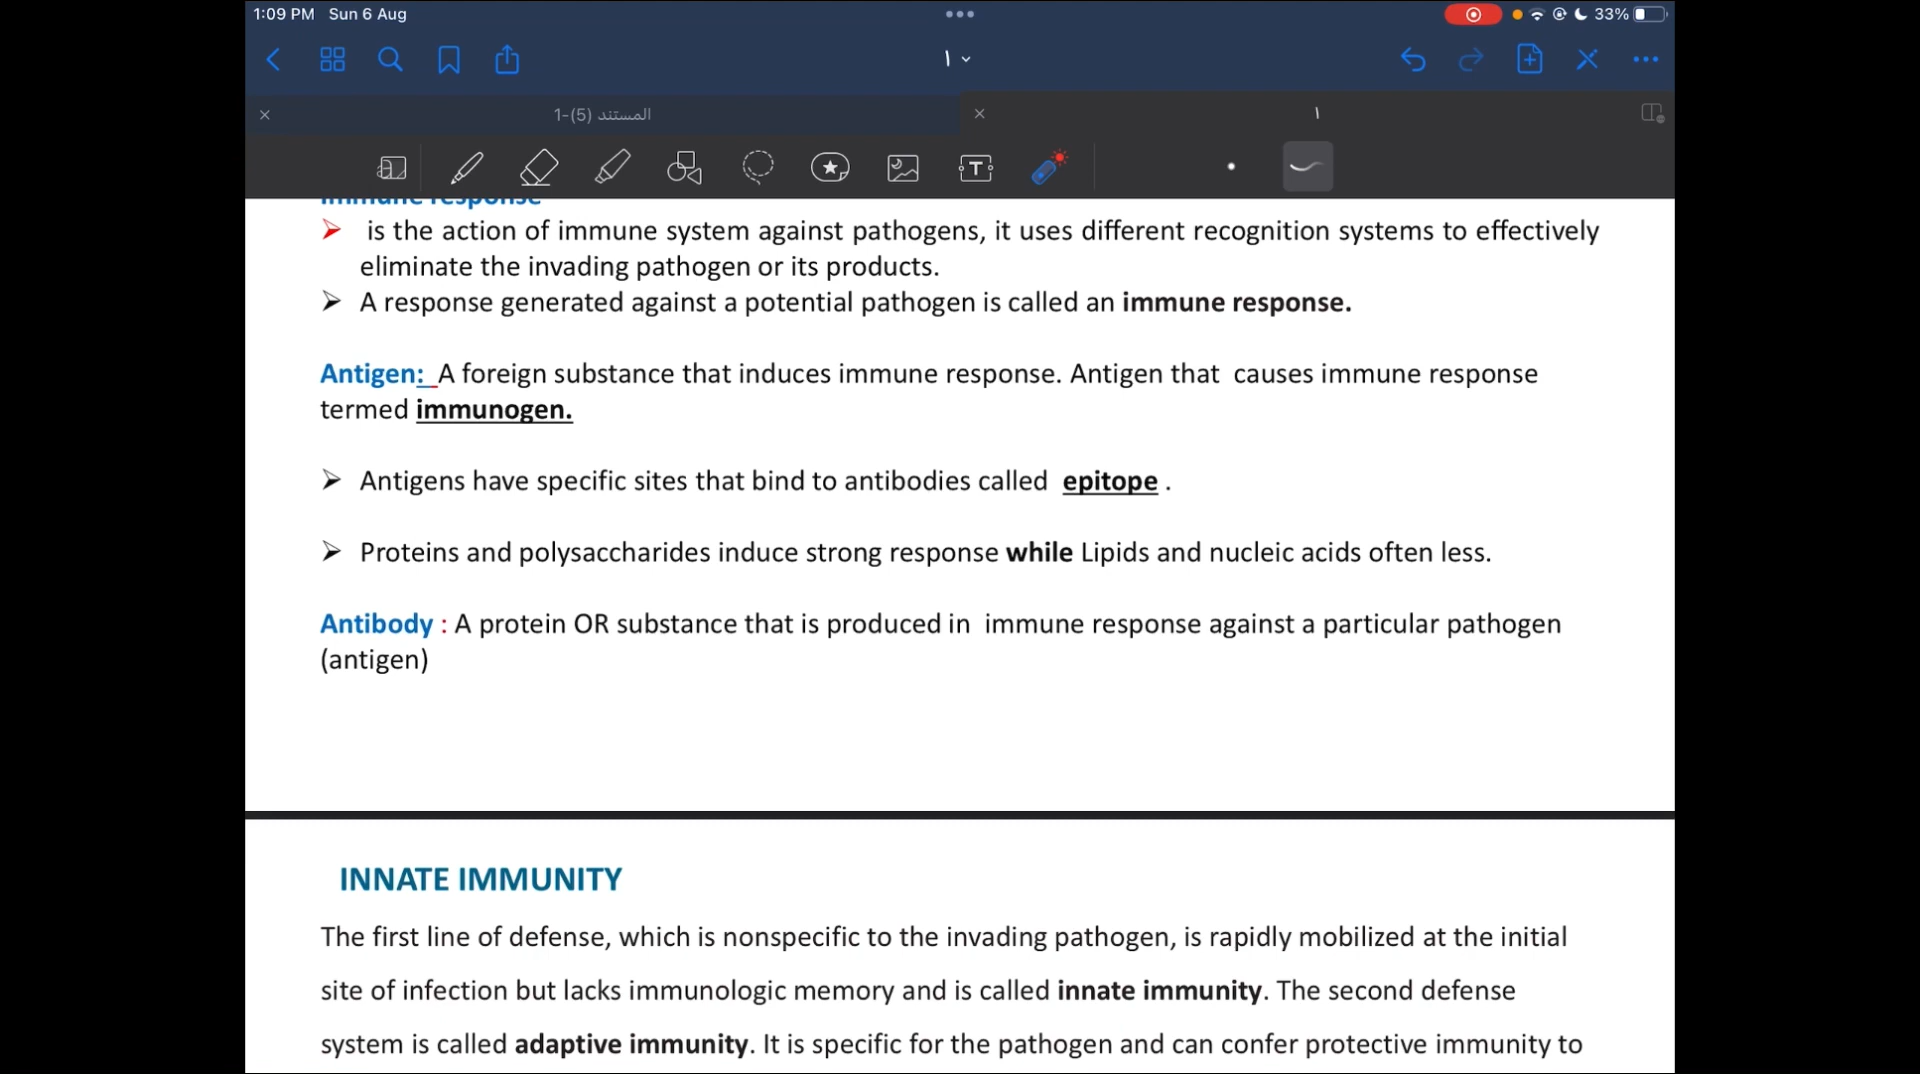 1:09 PM Sun 6 Aug
33%
١
المستند (5)-1
١
Immune response
➢ is the action of immune system against pathogens, it uses different recognition systems to effectively
eliminate the invading pathogen or its products.
➢ A response generated against a potential pathogen is called an immune response.
Antigen: A foreign substance that induces immune response. Antigen that causes immune response
termed immunogen.
➢ Antigens have specific sites that bind to antibodies called epitope .
➢ Proteins and polysaccharides induce strong response while Lipids and nucleic acids often less.
Antibody : A protein OR substance that is produced in immune response against a particular pathogen
(antigen)
INNATE IMMUNITY
The first line of defense, which is nonspecific to the invading pathogen, is rapidly mobilized at the initial
site of infection but lacks immunologic memory and is called innate immunity. The second defense
system is called adaptive immunity. It is specific for the pathogen and can confer protective immunity to